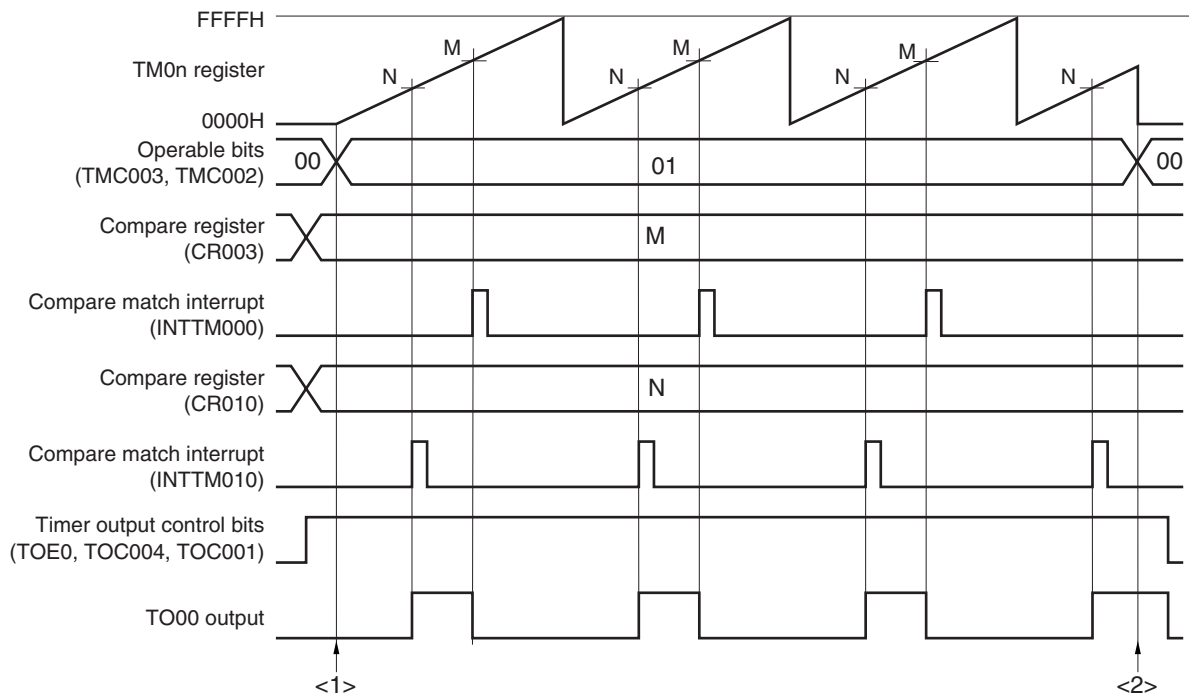 FFFFH
TM0n register
0000H
N M N M N M N
Operable bits
(TMC003, TMC002)
00 01 00
Compare register
(CR003)
M
Compare match interrupt
(INTTM000)
Compare register
(CR010)
N
Compare match interrupt
(INTTM010)
Timer output control bits
(TOE0, TOC004, TOC001)
TO00 output
<1> <2>